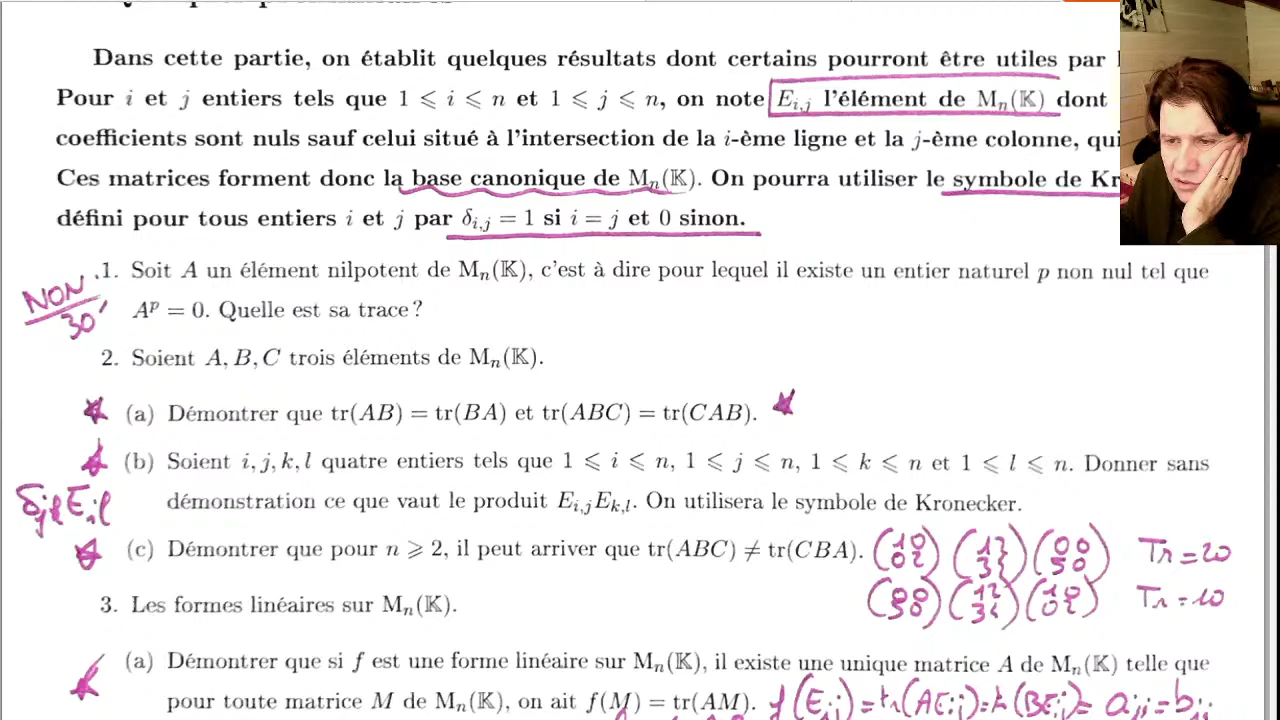 Dans cette partie, on établit quelques résultats dont certains pourront être utiles par
Pour i et j entiers tels que 1 ⩽ i ⩽ n et 1 ⩽ j ⩽ n, on note E_{i,j} l'élément de M_n(𝕂) dont
coefficients sont nuls sauf celui situé à l'intersection de la i-ème ligne et la j-ème colonne, qui
Ces matrices forment donc la base canonique de M_n(𝕂). On pourra utiliser le symbole de Kr
défini pour tous entiers i et j par δ_{i,j} = 1 si i = j et 0 sinon.
1. Soit A un élément nilpotent de M_n(𝕂), c'est à dire pour lequel il existe un entier naturel p non nul tel que
NON
30'
A^p = 0. Quelle est sa trace ?
2. Soient A, B, C trois éléments de M_n(𝕂).
(a) Démontrer que tr(AB) = tr(BA) et tr(ABC) = tr(CAB).
(b) Soient i, j, k, l quatre entiers tels que 1 ⩽ i ⩽ n, 1 ⩽ j ⩽ n, 1 ⩽ k ⩽ n et 1 ⩽ l ⩽ n. Donner sans
démonstration ce que vaut le produit E_{i,j}E_{k,l}. On utilisera le symbole de Kronecker.
(c) Démontrer que pour n ⩾ 2, il peut arriver que tr(ABC) ≠ tr(CBA).
Tr = 20
Tr = 10
3. Les formes linéaires sur M_n(𝕂).
(a) Démontrer que si f est une forme linéaire sur M_n(𝕂), il existe une unique matrice A de M_n(𝕂) telle que
pour toute matrice M de M_n(𝕂), on ait f(M) = tr(AM).